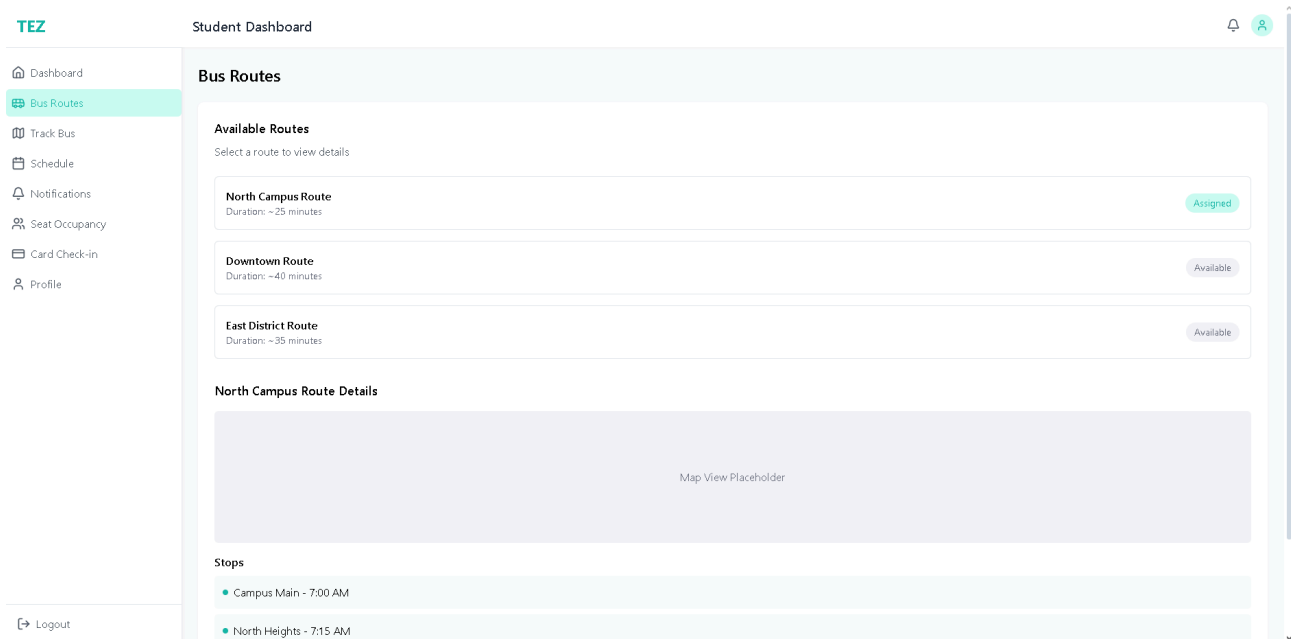 TEZ
Student Dashboard
Dashboard
Bus Routes
Track Bus
Schedule
Notifications
Seat Occupancy
Card Check-in
Profile
Logout
Bus Routes
Available Routes
Select a route to view details
North Campus Route
Duration: ~25 minutes
Assigned
Downtown Route
Duration: ~40 minutes
Available
East District Route
Duration: ~35 minutes
Available
North Campus Route Details
Map View Placeholder
Stops
Campus Main - 7:00 AM
North Heights - 7:15 AM